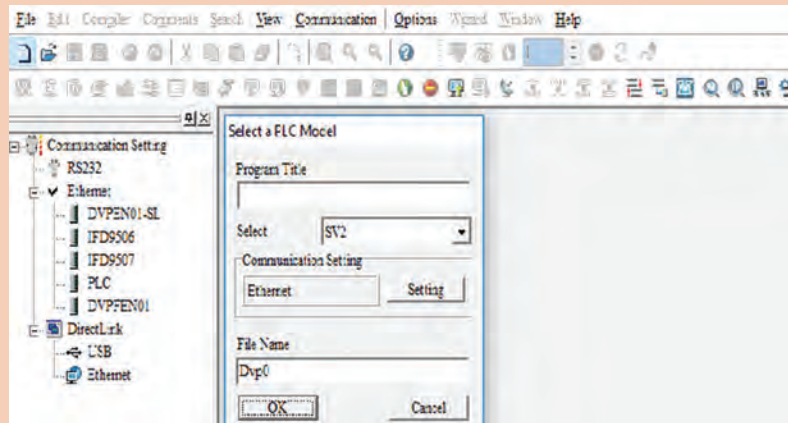 File Edit Compiler Comments Search View Communication Options Wizard Window Help
Communication Setting
RS232
Ethernet
DVPEN01-SL
IFD9506
IFD9507
PLC
DVPFEN01
DirectLink
USB
Ethernet
Select a PLC Model
Program Title
Select SV2
Communication Setting
Ethernet Setting
File Name
Dvp0
OK Cancel